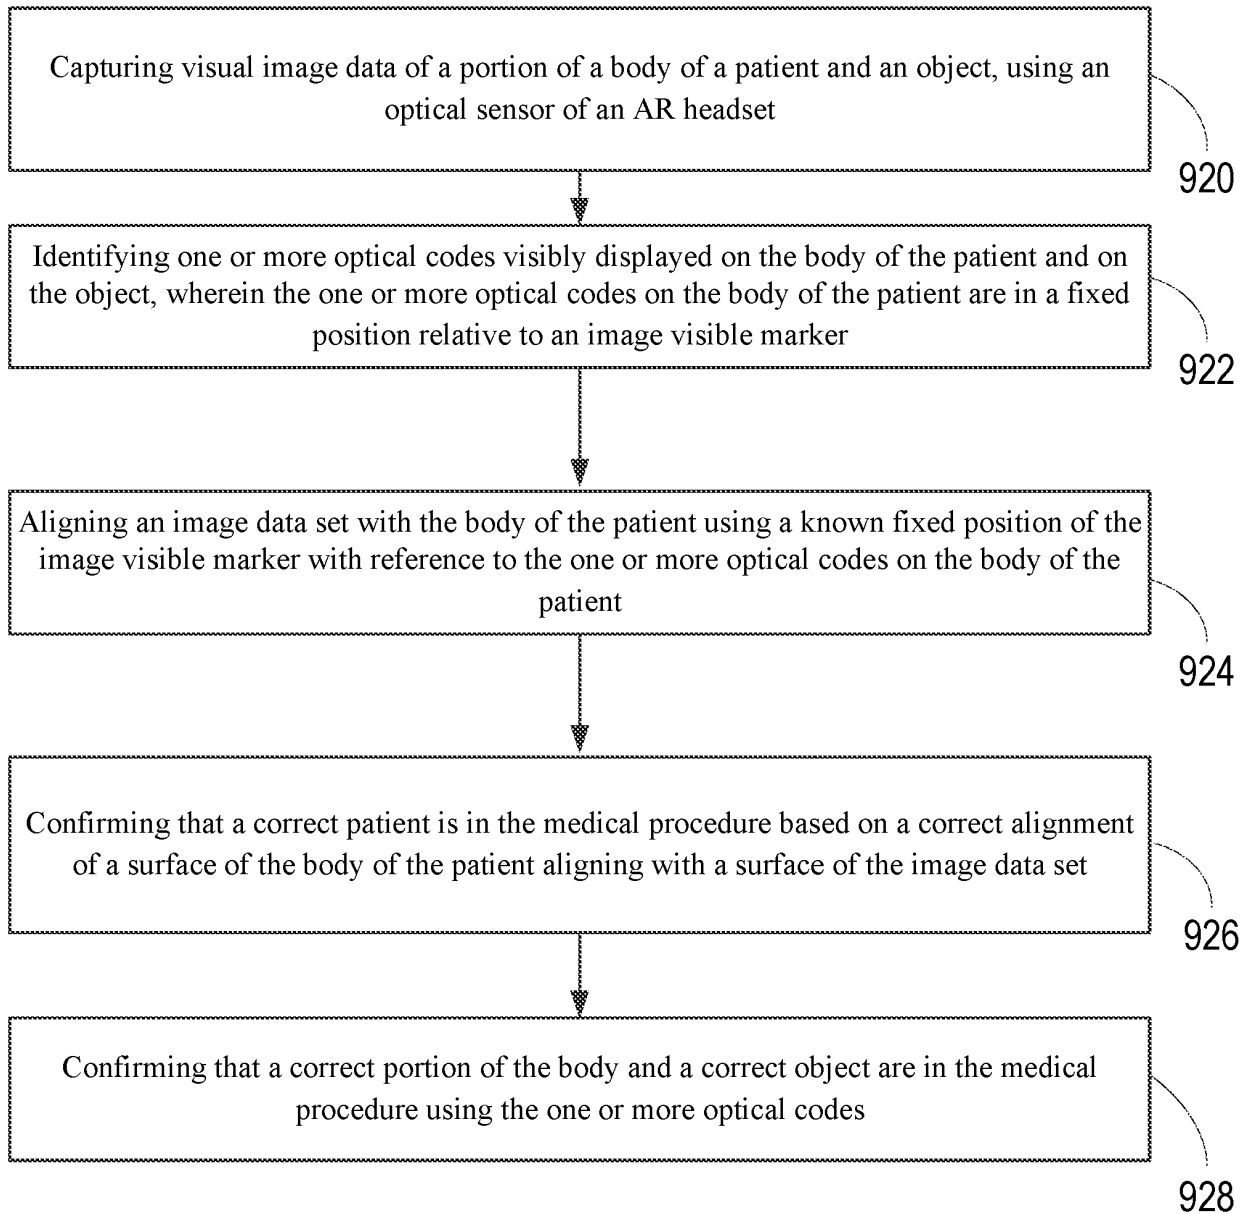 Capturing visual image data of a portion of a body of a patient and an object, using an
optical sensor of an AR headset
920
Identifying one or more optical codes visibly displayed on the body of the patient and on
the object, wherein the one or more optical codes on the body of the patient are in a fixed
position relative to an image visible marker
922
Aligning an image data set with the body of the patient using a known fixed position of the
image visible marker with reference to the one or more optical codes on the body of the
patient
924
Confirming that a correct patient is in the medical procedure based on a correct alignment
of a surface of the body of the patient aligning with a surface of the image data set
926
Confirming that a correct portion of the body and a correct object are in the medical
procedure using the one or more optical codes
928